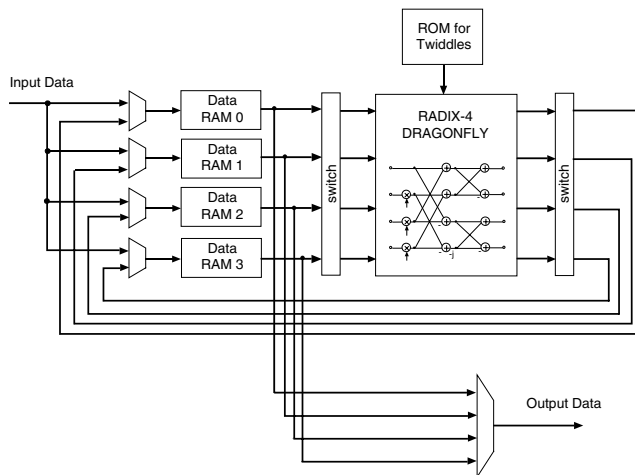 ROM for
Twiddles
Input Data
Data
RAM 0
Data
RAM 1
Data
RAM 2
Data
RAM 3
switch
RADIX-4
DRAGONFLY
-
-
-j
-
-
switch
Output Data